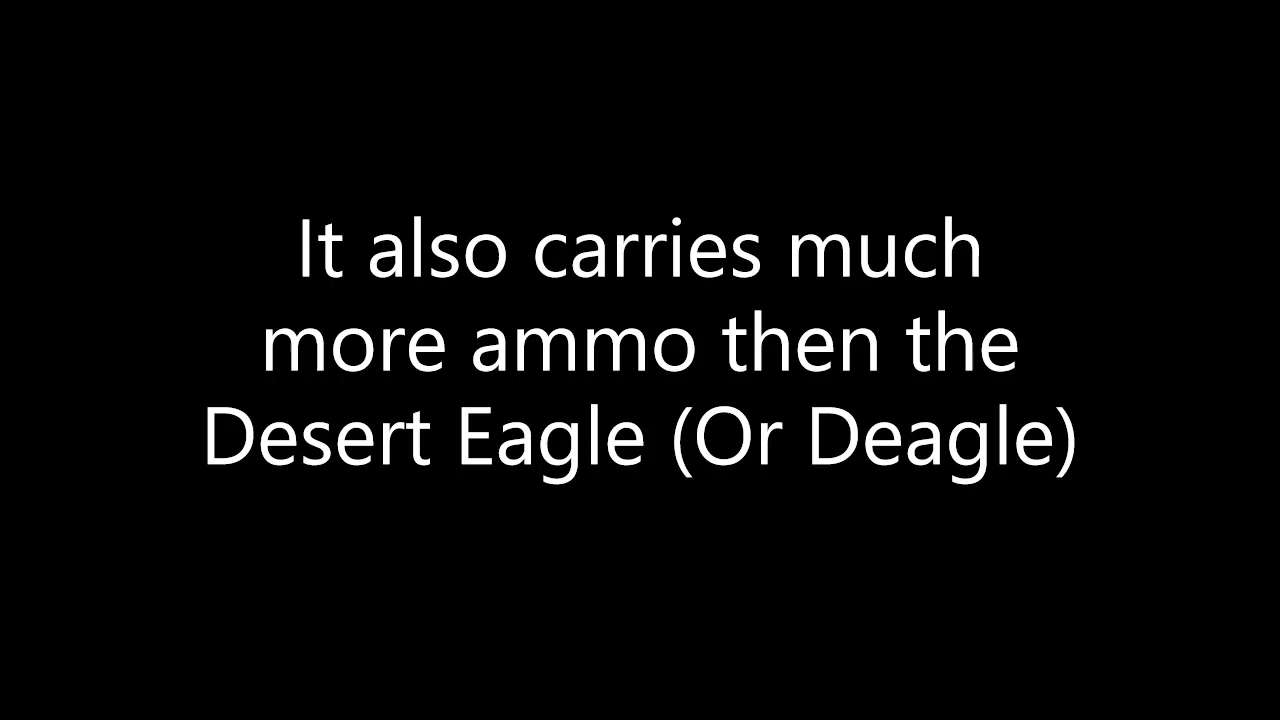 It also carries much
more ammo then the
Desert Eagle (Or Deagle)